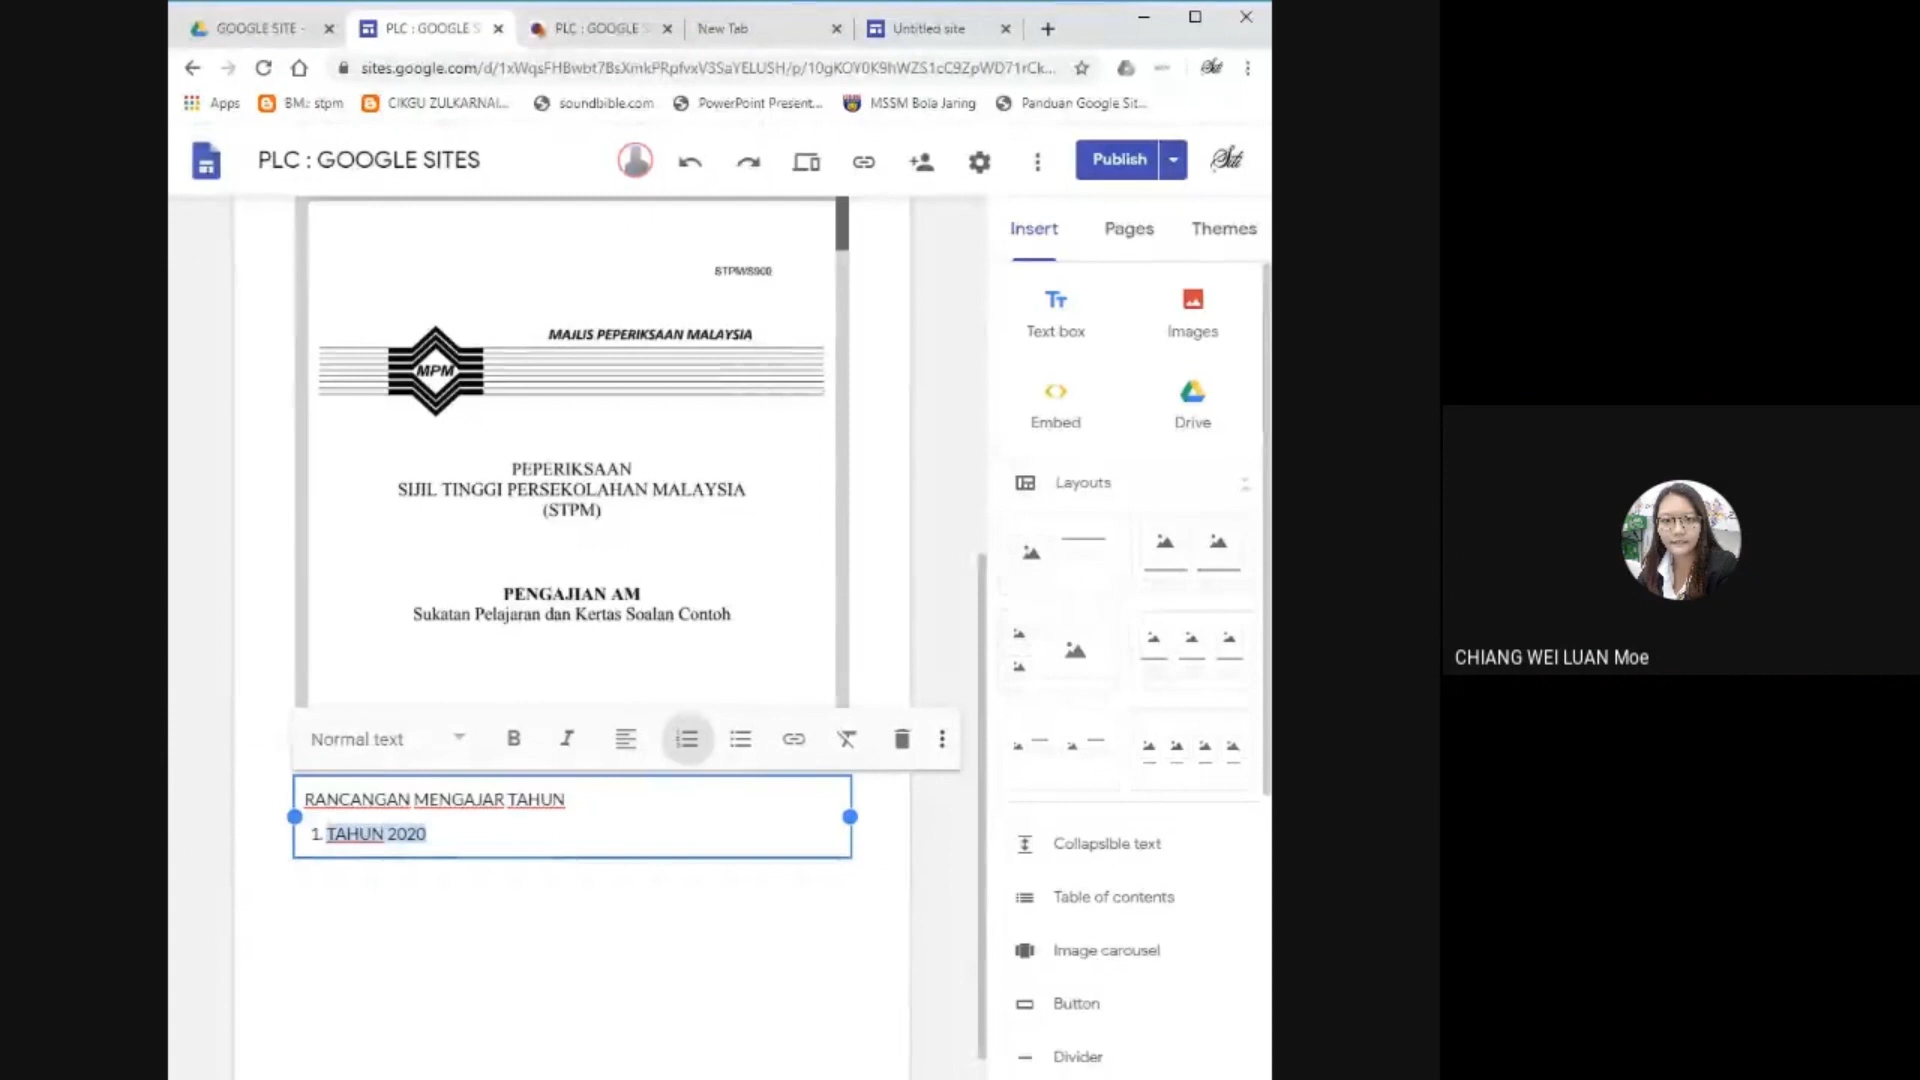 GOOGLE SITE -
PLC : GOOGLE S
PLC : GOOGLE S
New Tab
Untitled site
sites.google.com/d/1xWqsFHBwbt7BsXmkPRpfvxV3SaYELUSH/p/10gKOY0K9hWZS1cC9ZpWD71rCk...
Apps
BM: stpm
CIKGU ZULKARNAI...
soundbible.com
PowerPoint Present...
MSSM Bola Jaring
Panduan Google Sit...
PLC : GOOGLE SITES
Publish
Siti
Insert
Pages
Themes
STPM/S900
MAJLIS PEPERIKSAAN MALAYSIA
MPM
PEPERIKSAAN
SIJIL TINGGI PERSEKOLAHAN MALAYSIA
(STPM)
PENGAJIAN AM
Sukatan Pelajaran dan Kertas Soalan Contoh
Normal text
RANCANGAN MENGAJAR TAHUN
1. TAHUN 2020
Text box
Images
Embed
Drive
Layouts
Collapsible text
Table of contents
Image carousel
Button
Divider
CHIANG WEI LUAN Moe